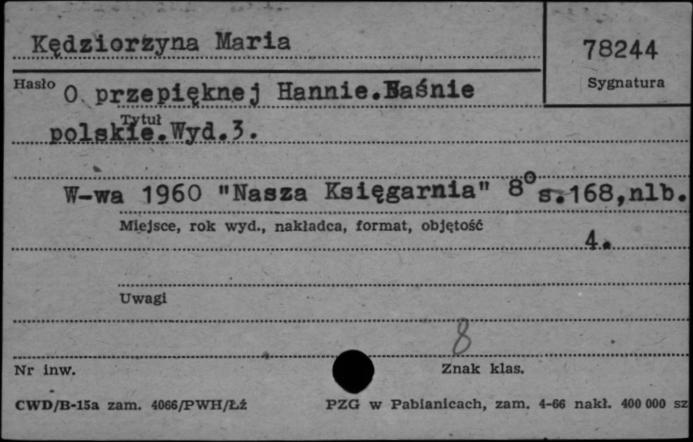 Kędziorzyna Maria
78244
Sygnatura
Hasło O przepięknej Hannie.Baśnie
Tytuł
polskie.Wyd.3.
W-wa 1960 "Nasza Księgarnia" 8° s.168,nlb.
Miejsce, rok wyd., nakładca, format, objętość
4.
Uwagi
8
Nr inw.
Znak klas.
CWD/B-15a zam. 4066/PWH/Łź
PZG w Pabianicach, zam. 4-66 nakł. 400 000 sz